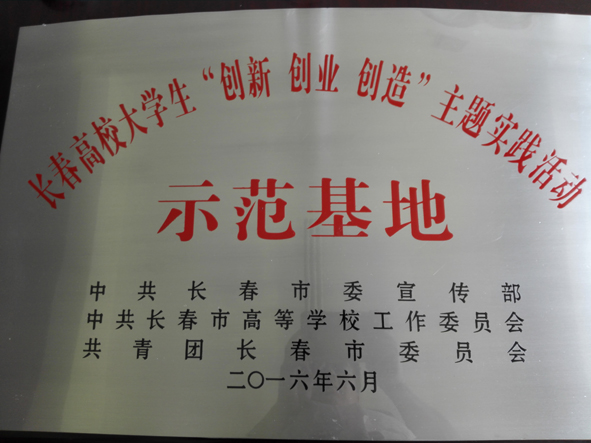 长春高校大学生“创新 创业 创造”主题实践活动
示范基地
中共长春市委宣传部
中共长春市高等学校工作委员会
共青团长春市委员会
二〇一六年六月